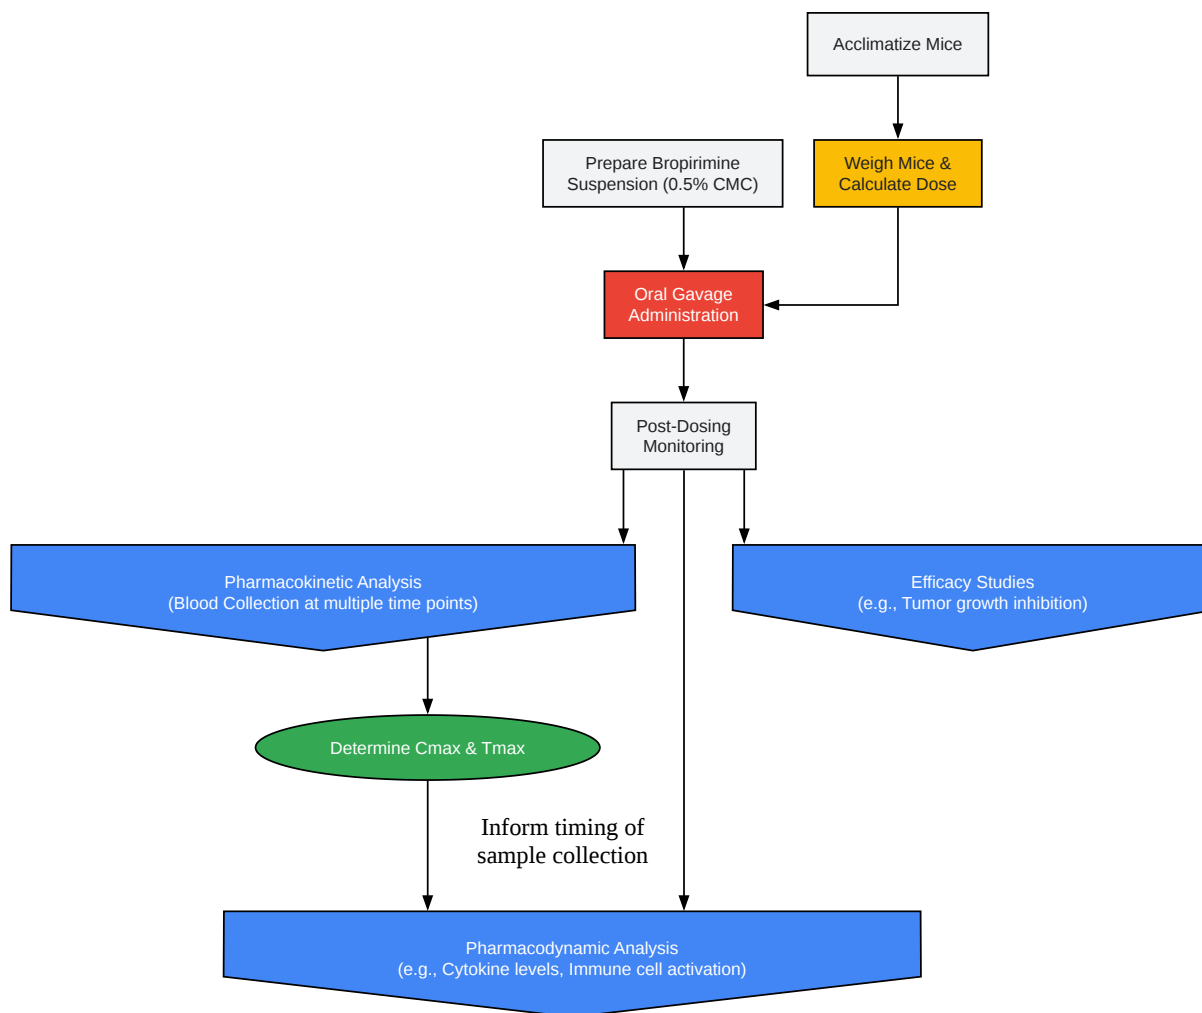 Acclimatize Mice
Prepare Bropirimine
Suspension (0.5% CMC)
Weigh Mice &
Calculate Dose
Oral Gavage
Administration
Post-Dosing
Monitoring
Pharmacokinetic Analysis
(Blood Collection at multiple time points)
Efficacy Studies
(e.g., Tumor growth inhibition)
Determine Cmax & Tmax
Inform timing of
sample collection
Pharmacodynamic Analysis
(e.g., Cytokine levels, Immune cell activation)